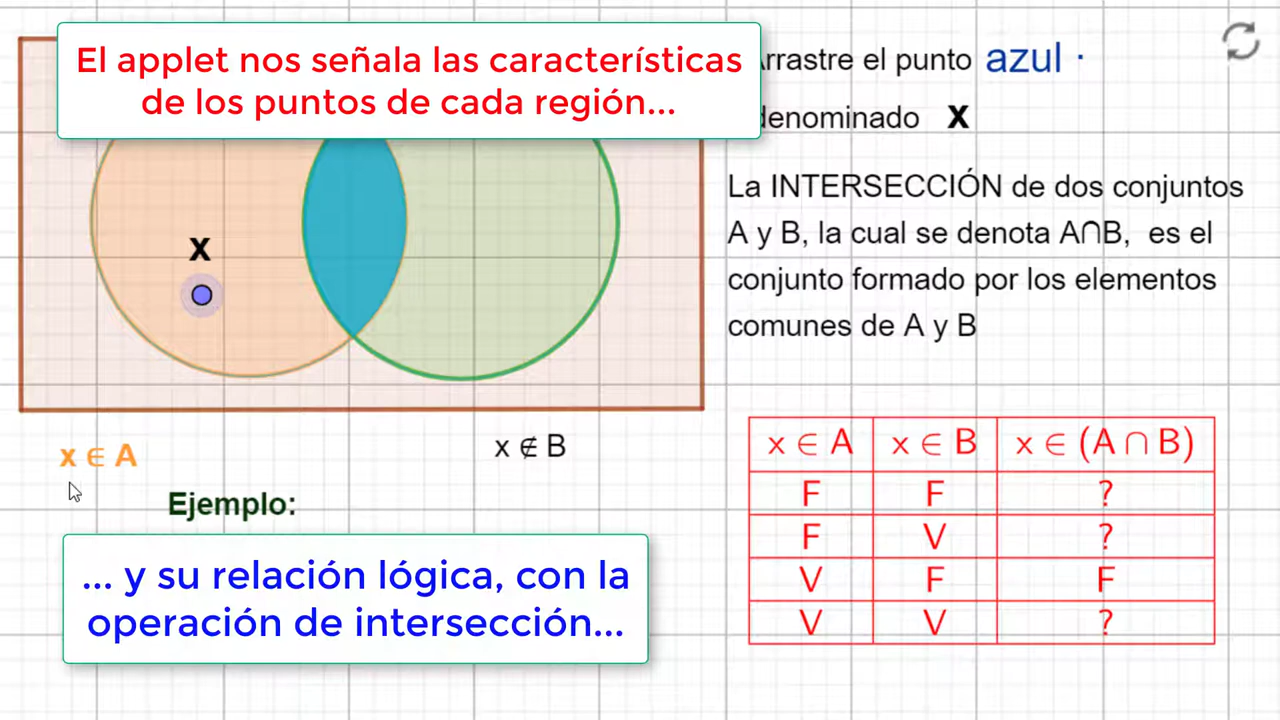 El applet nos señala las características
de los puntos de cada región...
Arrastre el punto azul ·
denominado X
La INTERSECCIÓN de dos conjuntos
A y B, la cual se denota A∩B, es el
conjunto formado por los elementos
comunes de A y B
X
x ∈ A
x ∉ B
Ejemplo:
... y su relación lógica, con la
operación de intersección...
x ∈ A x ∈ B x ∈ (A ∩ B)
F F ?
F V ?
V F F
V V ?